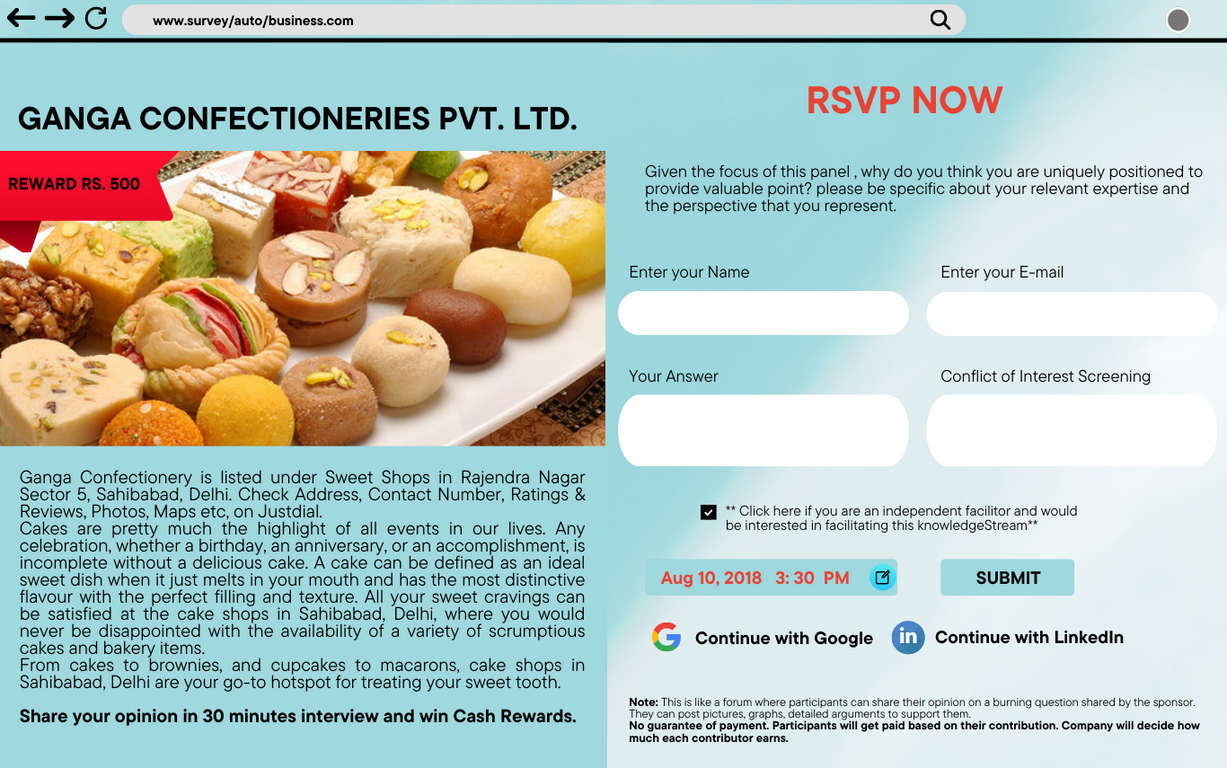 www.survey/auto/business.com
GANGA CONFECTIONERIES PVT. LTD.
REWARD RS. 500
Ganga Confectionery is listed under Sweet Shops in Rajendra Nagar
Sector 5, Sahibabad, Delhi. Check Address, Contact Number, Ratings &
Reviews, Photos, Maps etc, on Justdial.
Cakes are pretty much the highlight of all events in our lives. Any
celebration, whether a birthday, an anniversary, or an accomplishment, is
incomplete without a delicious cake. A cake can be defined as an ideal
sweet dish when it just melts in your mouth and has the most distinctive
flavour with the perfect filling and texture. All your sweet cravings can
be satisfied at the cake shops in Sahibabad, Delhi, where you would
never be disappointed with the availability of a variety of scrumptious
cakes and bakery items.
From cakes to brownies, and cupcakes to macarons, cake shops in
Sahibabad, Delhi are your go-to hotspot for treating your sweet tooth.
Share your opinion in 30 minutes interview and win Cash Rewards.
RSVP NOW
Given the focus of this panel , why do you think you are uniquely positioned to
provide valuable point? please be specific about your relevant expertise and
the perspective that you represent.
Enter your Name
Enter your E-mail
Your Answer
Conflict of Interest Screening
** Click here if you are an independent facilitor and would
be interested in facilitating this knowledgeStream**
Aug 10, 2018 3: 30 PM
SUBMIT
Continue with Google
in
Continue with LinkedIn
Note: This is like a forum where participants can share their opinion on a burning question shared by the sponsor.
They can post pictures, graphs, detailed arguments to support them.
No guarantee of payment. Participants will get paid based on their contribution. Company will decide how
much each contributor earns.